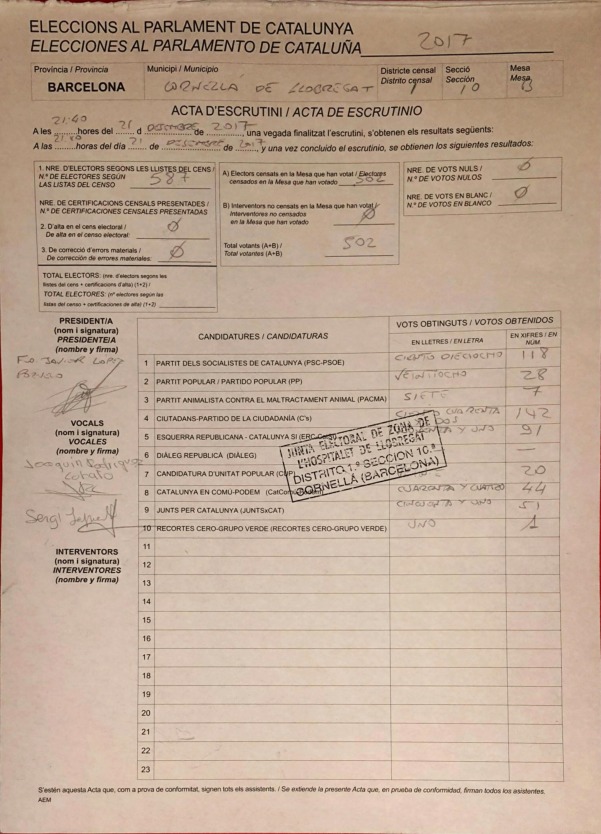 ELECCIONS AL PARLAMENT DE CATALUNYA
ELECCIONES AL PARLAMENTO DE CATALUÑA 2017
Província / Provincia
BARCELONA
Municipi / Municipio
CORNELLA DE LLOBREGAT
Districte censal
Distrito censal
1
Secció
Sección
10
Mesa
Mesa
B
ACTA D'ESCRUTINI / ACTA DE ESCRUTINIO
A les 21:40 hores del 21 d DESEMBRE de 2017 una vegada finalitzat l'escrutini, s'obtenen els resultats següents:
A las 21:40 horas del día 21 de DICIEMBRE de 2017 y una vez concluido el escrutinio, se obtienen los siguientes resultados:
1. NRE. D'ELECTORS SEGONS LES LLISTES DEL CENS /
N.º DE ELECTORES SEGÚN
LAS LISTAS DEL CENSO 587
NRE. DE CERTIFICACIONS CENSALS PRESENTADES /
N.º DE CERTIFICACIONES CENSALES PRESENTADAS
2. D'alta en el cens electoral /
De alta en el censo electoral: Ø
3. De correcció d'errors materials /
De corrección de errores materiales: Ø
TOTAL ELECTORS: (nre. d'electors segons les
llistes del cens + certificacions d'alta) (1+2) /
TOTAL ELECTORES: (nº electores según las
listas del censo + certificaciones de alta) (1+2)
A) Electors censats en la Mesa que han votat / Electores
censados en la Mesa que han votado 502
B) Interventors no censats en la Mesa que han votat /
Interventores no censados
en la Mesa que han votado Ø
Total votants (A+B) /
Total votantes (A+B) 502
NRE. DE VOTS NULS /
N.º DE VOTOS NULOS Ø
NRE. DE VOTS EN BLANC /
N.º DE VOTOS EN BLANCO Ø
PRESIDENT/A
(nom i signatura)
PRESIDENTE/A
(nombre y firma)
VOCALS
(nom i signatura)
VOCALES
(nombre y firma)
Sergi
INTERVENTORS
(nom i signatura)
INTERVENTORES
(nombre y firma)
CANDIDATURES / CANDIDATURAS
VOTS OBTINGUTS / VOTOS OBTENIDOS
EN LLETRES / EN LETRA
EN XIFRES / EN NÚM.
1 PARTIT DELS SOCIALISTES DE CATALUNYA (PSC-PSOE) CIENTO DIECIOCHO 118
2 PARTIT POPULAR / PARTIDO POPULAR (PP) VEINTIOCHO 28
3 PARTIT ANIMALISTA CONTRA EL MALTRACTAMENT ANIMAL (PACMA) SIETE 7
4 CIUTADANS-PARTIDO DE LA CIUDADANÍA (C's) CIENTO CUARENTA DOS 142
5 ESQUERRA REPUBLICANA - CATALUNYA SÍ Y UNO 91
6 DIÀLEG REPUBLICÀ (DIÀLEG) —
7 CANDIDATURA D'UNITAT POPULAR (CUP) 20
8 CATALUNYA EN COMÚ-PODEM CUARENTA Y CUATRO 44
9 JUNTS PER CATALUNYA (JUNTSxCAT) CINCUENTA Y UNO 51
10 RECORTES CERO-GRUPO VERDE (RECORTES CERO-GRUPO VERDE) UNO 1
JUNTA ELECTORAL DE ZONA DE
L'HOSPITALET DE LLOBREGAT
DISTRITO 1.º SECCION 10.ª
CORNELLÀ (BARCELONA)
11
12
13
14
15
16
17
18
19
20
21
22
23
S'estén aquesta Acta que, com a prova de conformitat, signen tots els assistents. / Se extiende la presente Acta que, en prueba de conformidad, firman todos los asistentes.
AEM